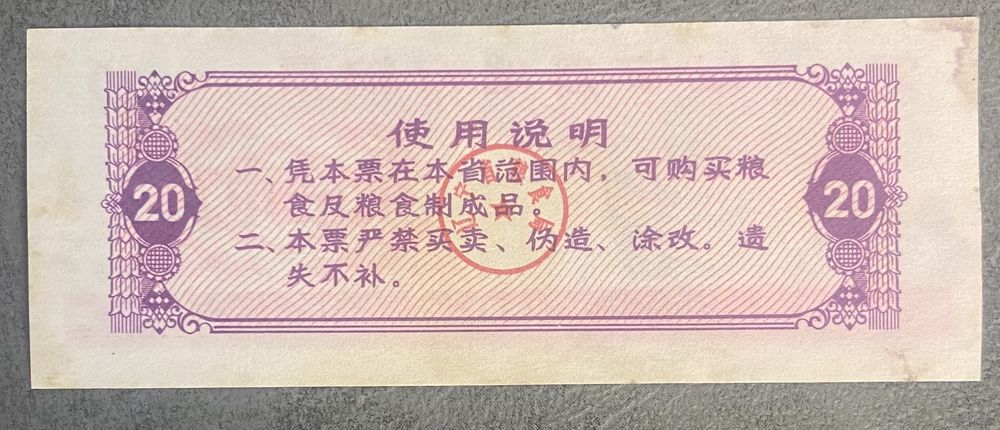 使用说明
一、凭本票在本省范围内，可购买粮
食反粮食制成品。
二、本票严禁买卖、伪造、涂改。遗
失不补。
20
20